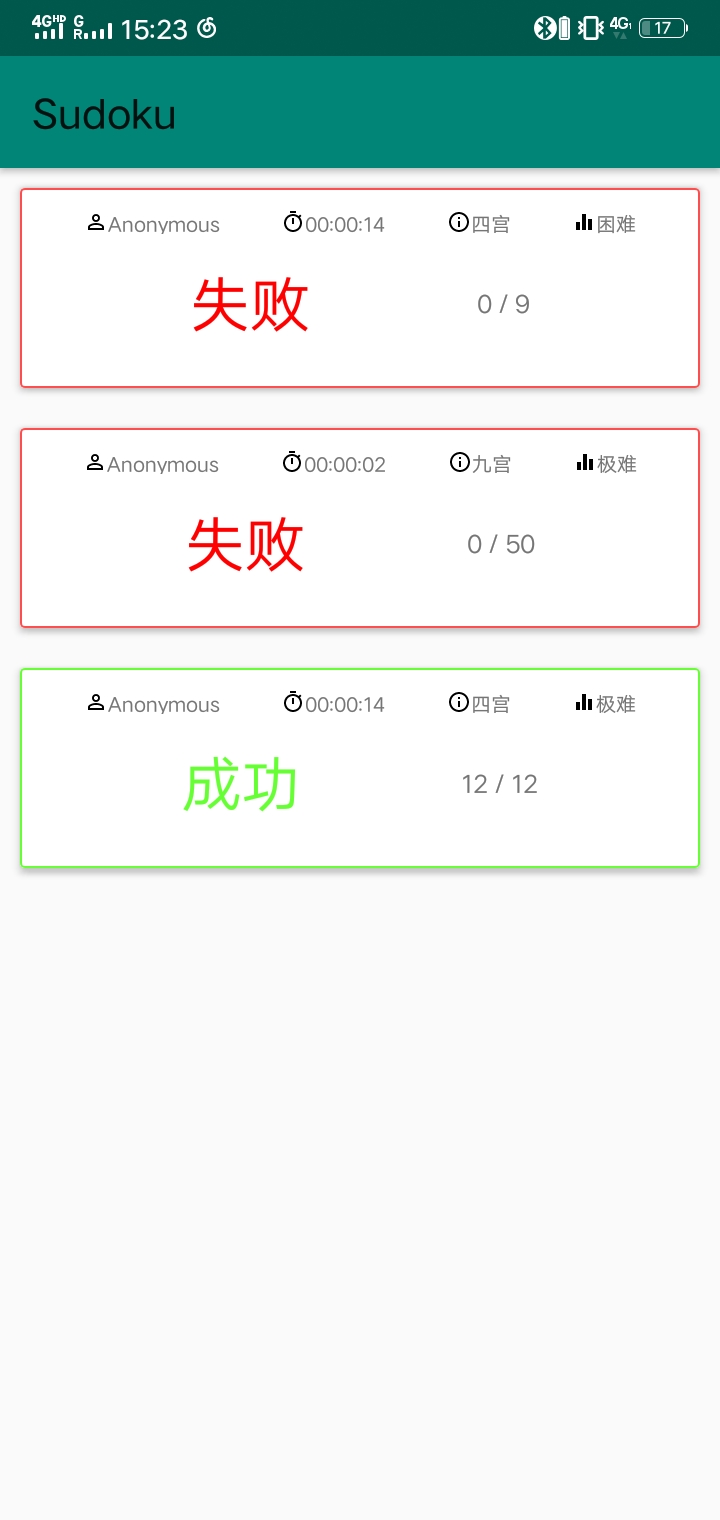 4GHD G R 15:23 4G 17
Sudoku
Anonymous 00:00:14 四宫 困难
失败 0 / 9
Anonymous 00:00:02 九宫 极难
失败 0 / 50
Anonymous 00:00:14 四宫 极难
成功 12 / 12